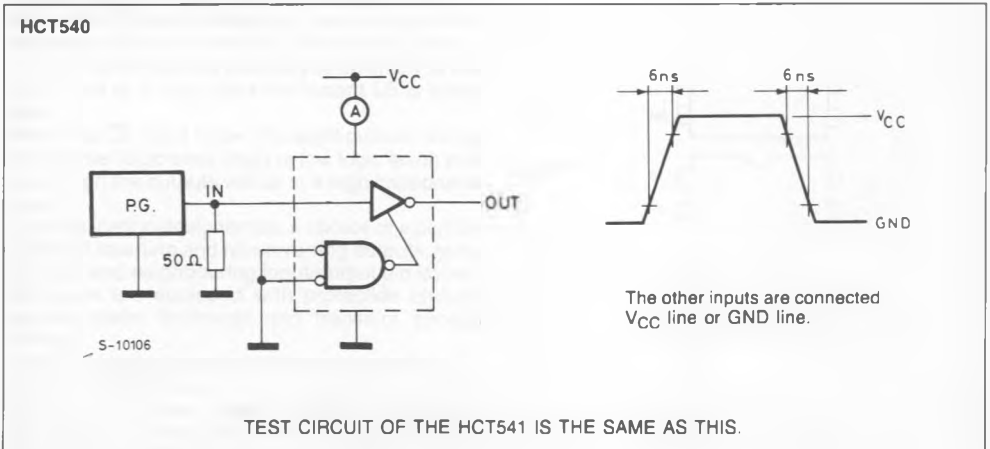 HCT540
VCC
A
P.G.
IN
50Ω
OUT
S-10106
6ns
6ns
VCC
GND
The other inputs are connected
VCC line or GND line.
TEST CIRCUIT OF THE HCT541 IS THE SAME AS THIS.